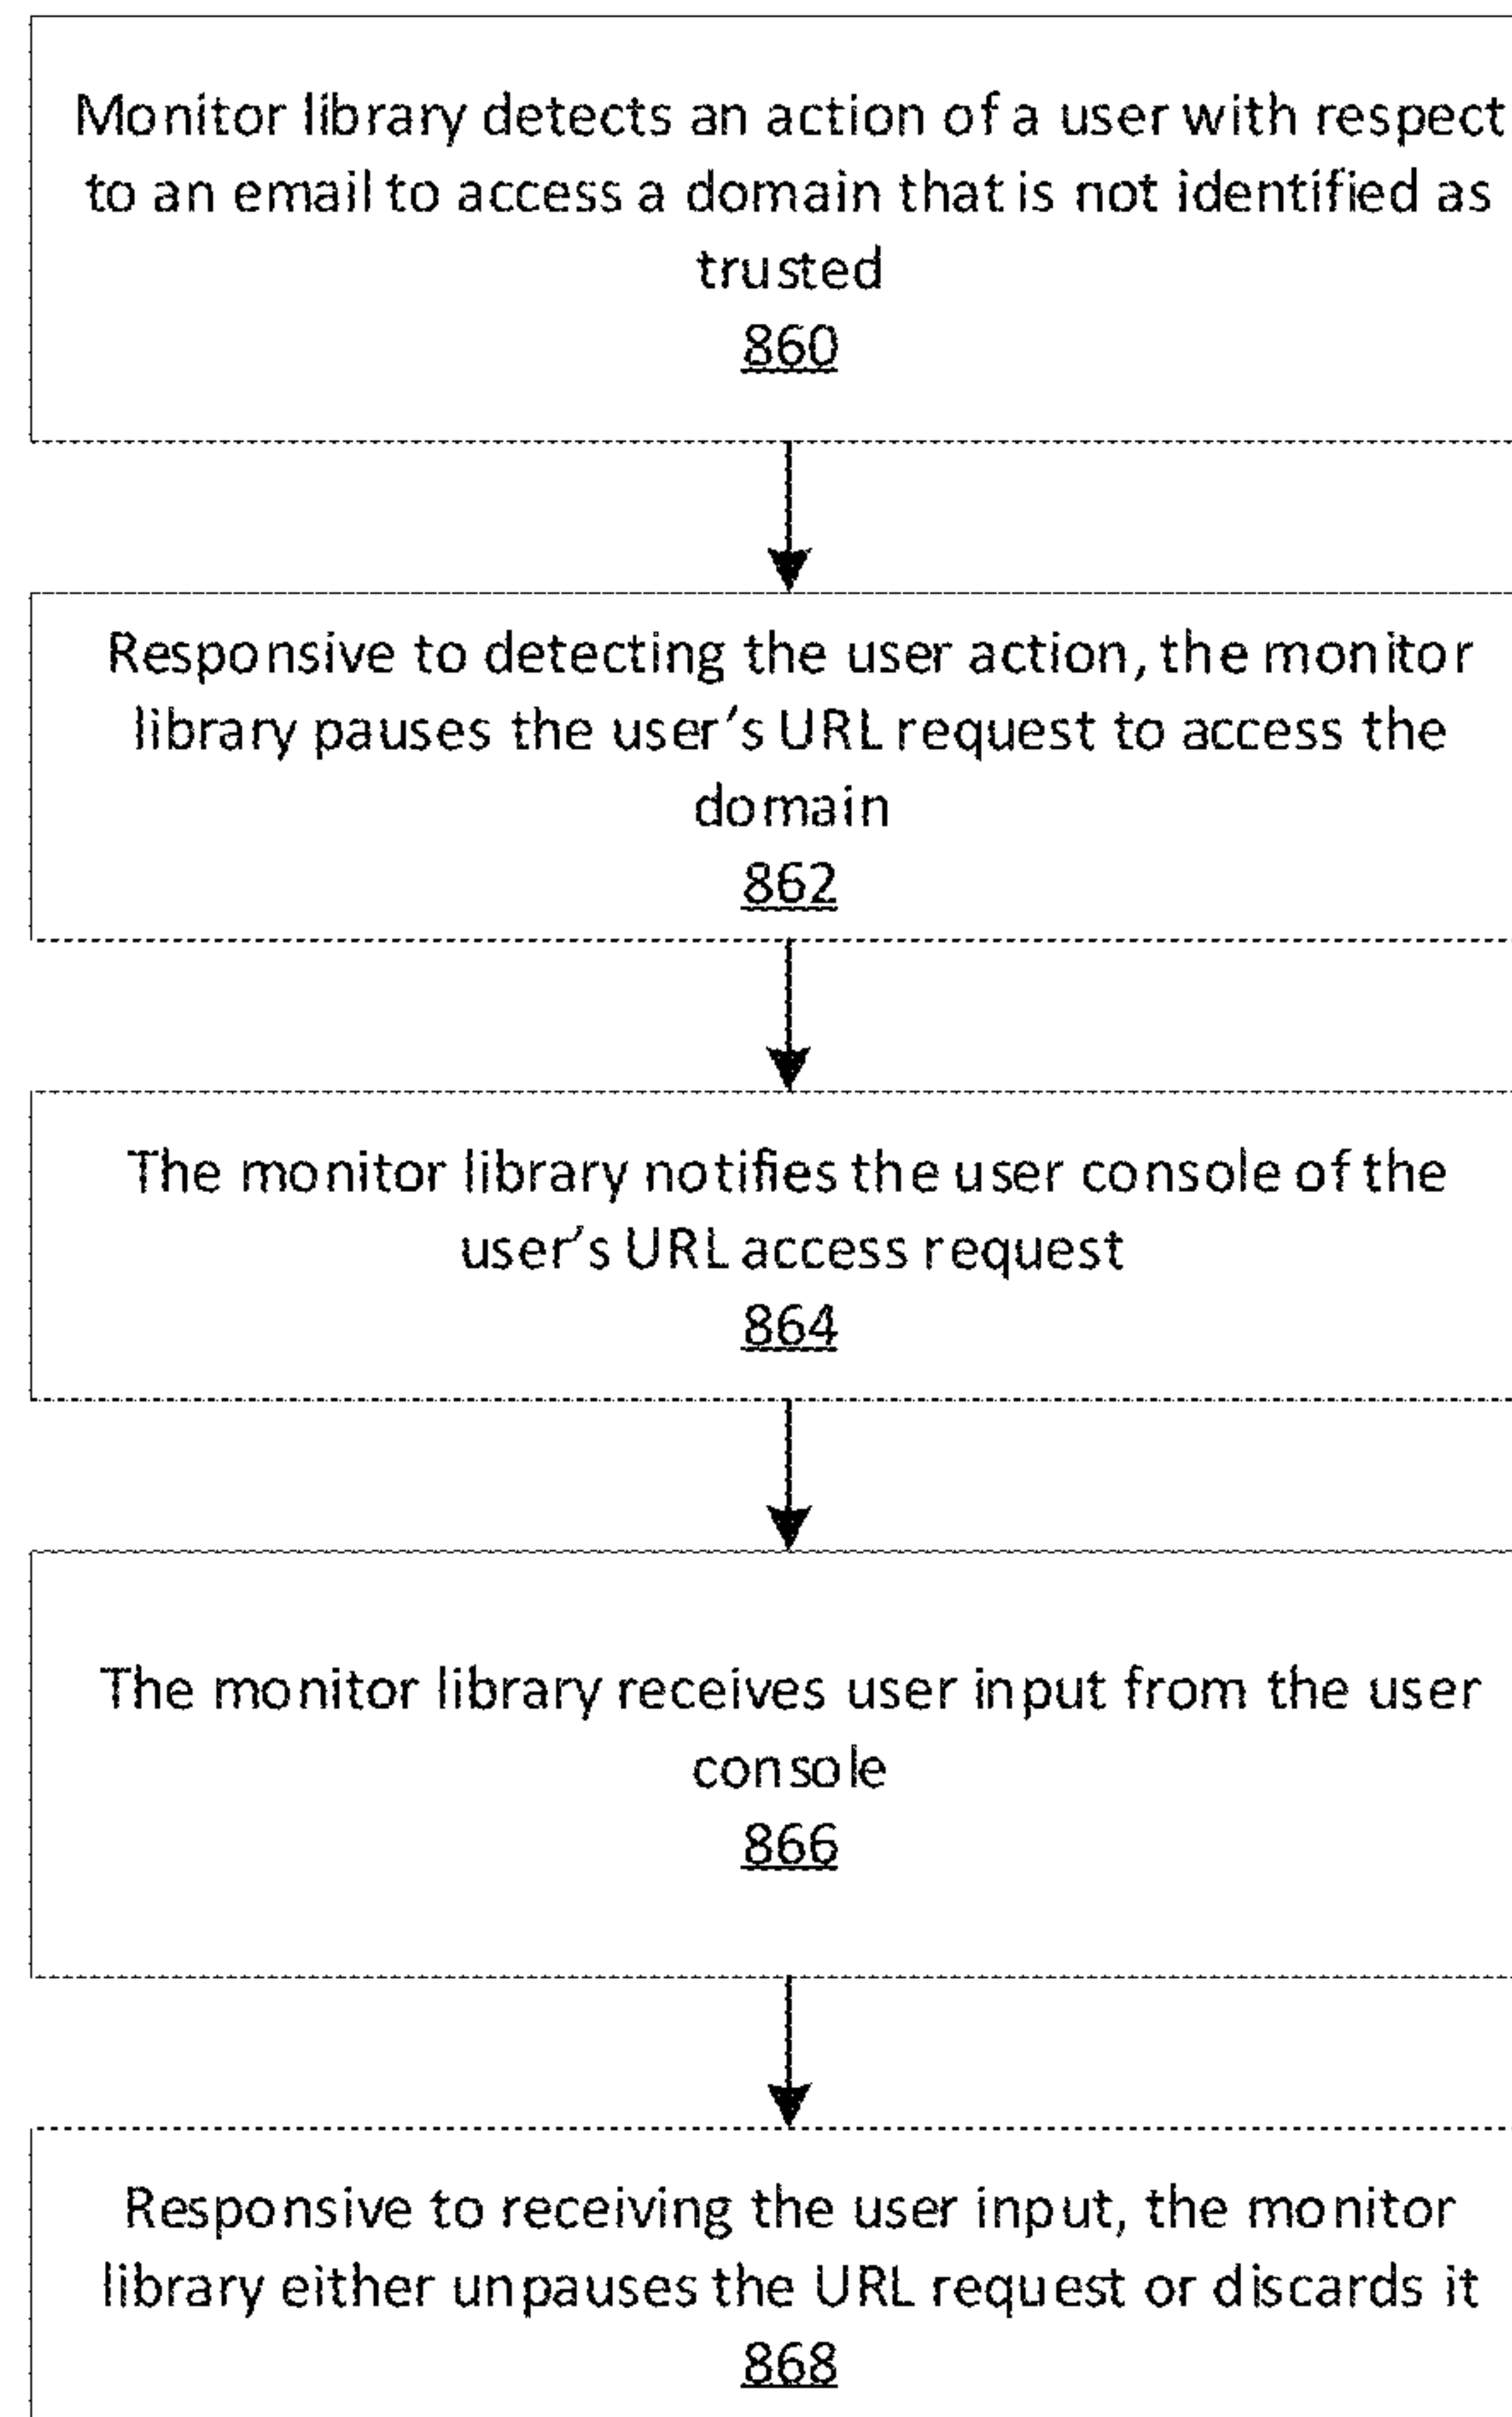 Monitor library detects an action of a user with respect
to an email to access a domain that is not identified as
trusted
860
Responsive to detecting the user action, the monitor
library pauses the user's URL request to access the
domain
862
The monitor library notifies the user console of the
user's URL access request
864
The monitor library receives user input from the user
console
866
Responsive to receiving the user input, the monitor
library either unpauses the URL request or discards it
868